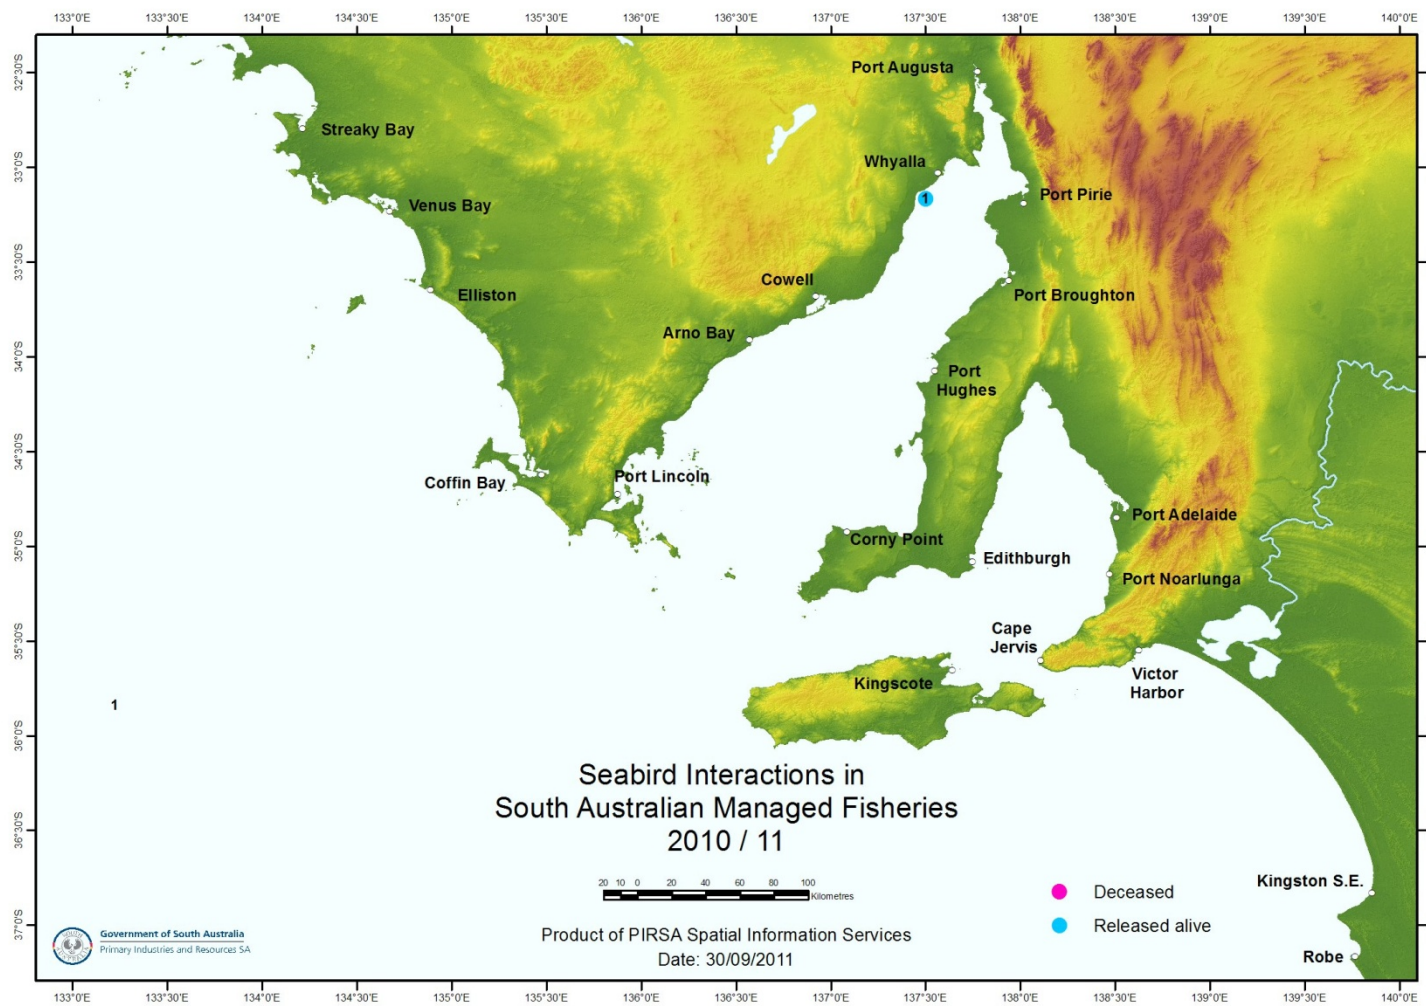 133°0'E 133°30'E 134°0'E 134°30'E 135°0'E 135°30'E 136°0'E 136°30'E 137°0'E 137°30'E 138°0'E 138°30'E 139°0'E 139°30'E 140°0'E
32°30'S
33°0'S
33°30'S
34°0'S
34°30'S
35°0'S
35°30'S
36°0'S
36°30'S
37°0'S
Port Augusta
Streaky Bay
Whyalla
Port Pirie
1
Venus Bay
Cowell
Elliston
Port Broughton
Arno Bay
Port
Hughes
Coffin Bay
Port Lincoln
Port Adelaide
Corny Point
Edithburgh
Port Noarlunga
Cape
Jervis
Kingscote
Victor
Harbor
1
Seabird Interactions in
South Australian Managed Fisheries
2010 / 11
20 10 0 20 40 60 80 100
Kilometres
Kingston S.E.
Deceased
Released alive
Robe
Government of South Australia
Primary Industries and Resources SA
Product of PIRSA Spatial Information Services
Date: 30/09/2011
133°0'E 133°30'E 134°0'E 134°30'E 135°0'E 135°30'E 136°0'E 136°30'E 137°0'E 137°30'E 138°0'E 138°30'E 139°0'E 139°30'E 140°0'E